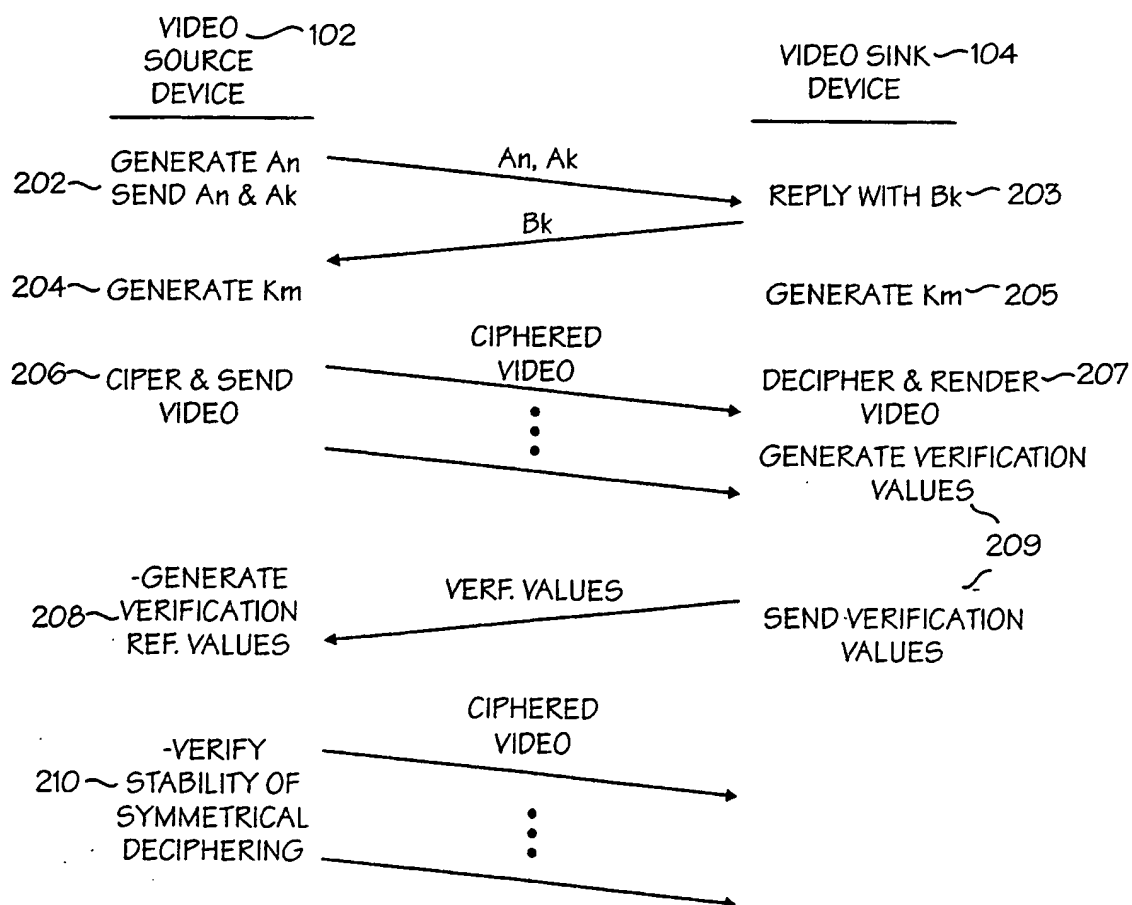 VIDEO 102
SOURCE
DEVICE
VIDEO SINK 104
DEVICE
GENERATE An
202 SEND An & Ak
An, Ak
REPLY WITH Bk 203
Bk
204 GENERATE Km
GENERATE Km 205
CIPHERED
VIDEO
206 CIPER & SEND
VIDEO
DECIPHER & RENDER 207
VIDEO
GENERATE VERIFICATION
VALUES
209
-GENERATE
208 VERIFICATION
REF. VALUES
VERF. VALUES
SEND VERIFICATION
VALUES
CIPHERED
VIDEO
-VERIFY
210 STABILITY OF
SYMMETRICAL
DECIPHERING